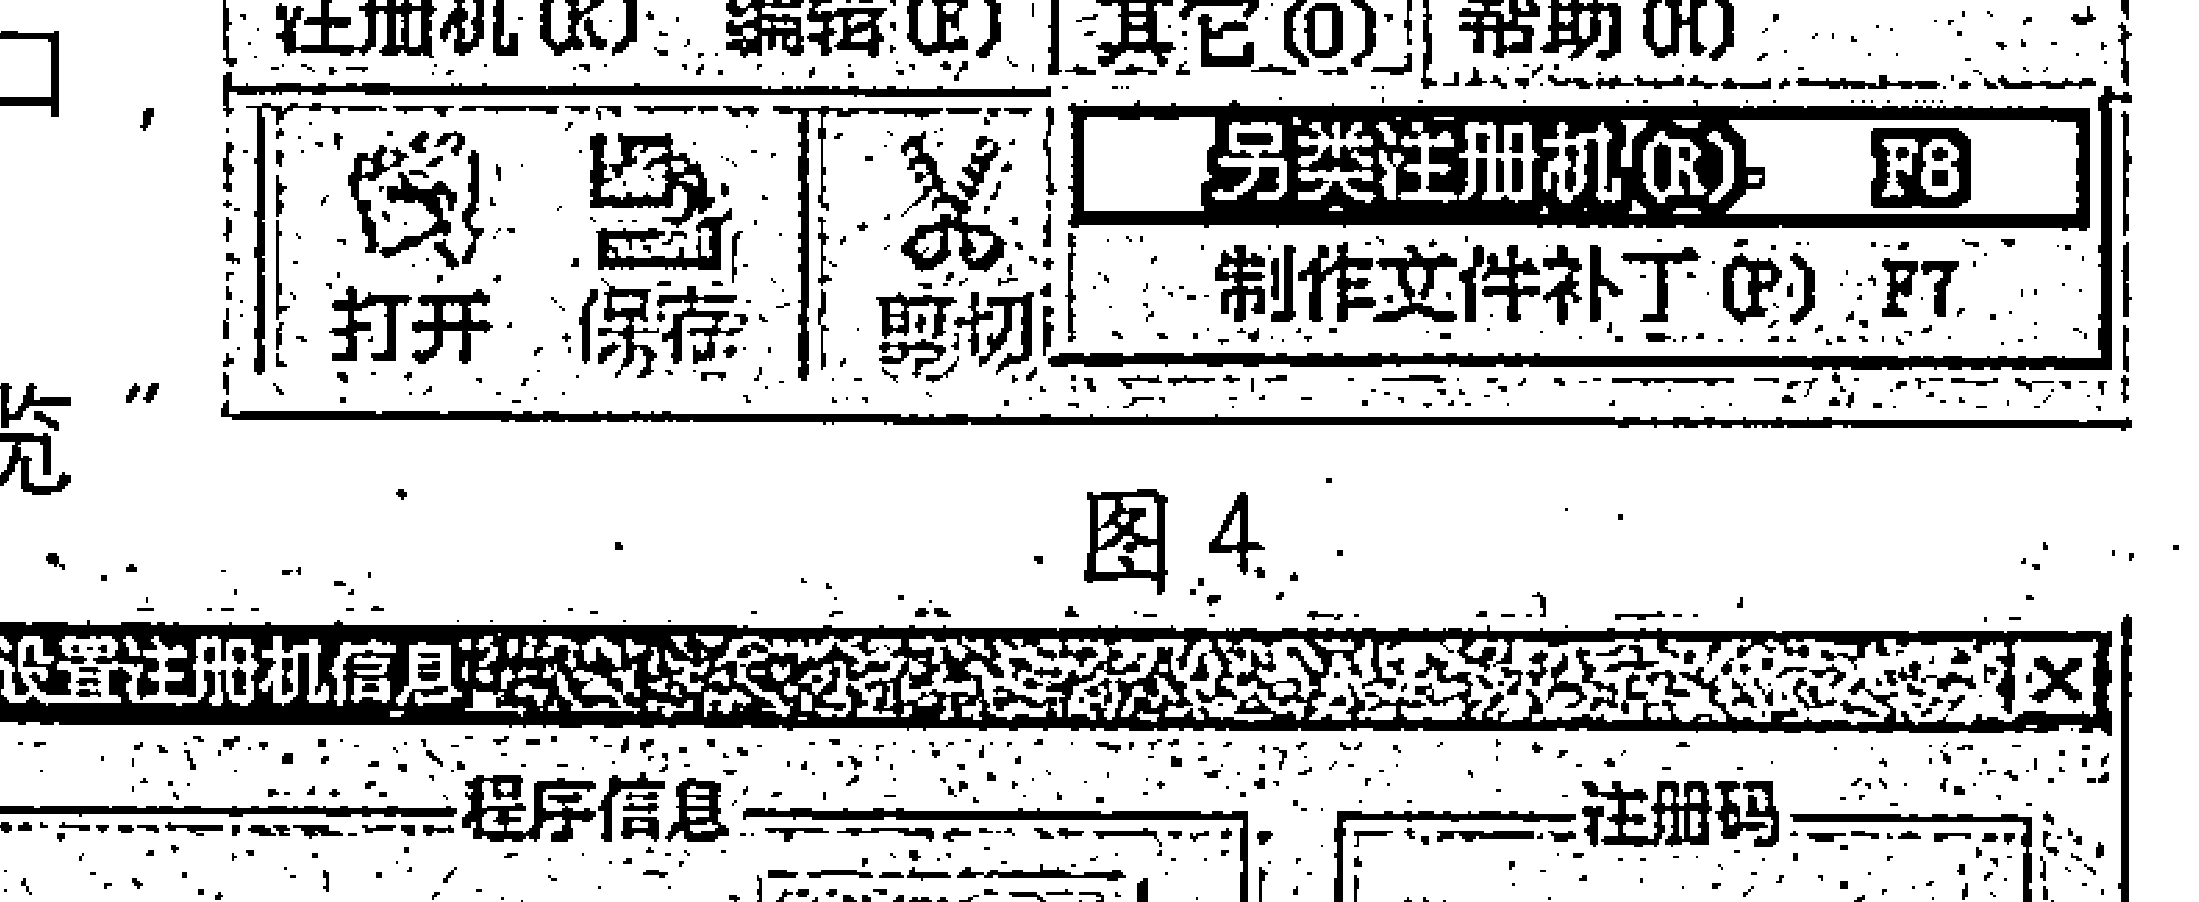 注册机(K) 编辑(E) 其它(O) 帮助(H)
，
另类注册机(R) F8
制作文件补丁(P) F7
打开 保存 剪切
览 "
图 4
设置注册机信息 ×
程序信息 注册码